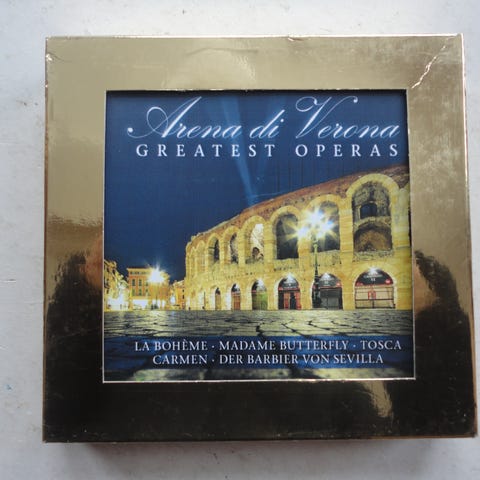 Arena di Verona
GREATEST OPERAS
LA BOHÈME · MADAME BUTTERFLY · TOSCA
CARMEN · DER BARBIER VON SEVILLA